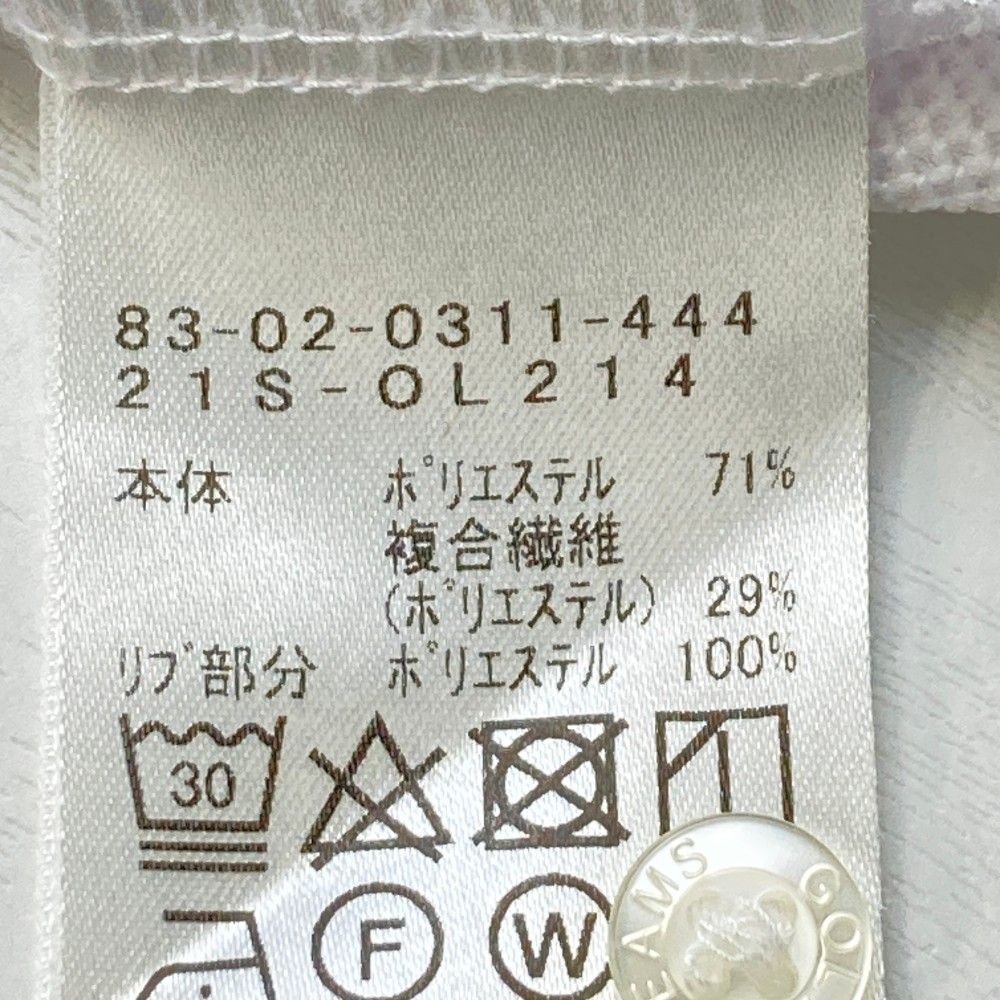 83-02-0311-444
21S-OL214
本体 ポリエステル 71%
複合繊維
(ポリエステル) 29%
リブ部分 ポリエステル 100%
30
F W